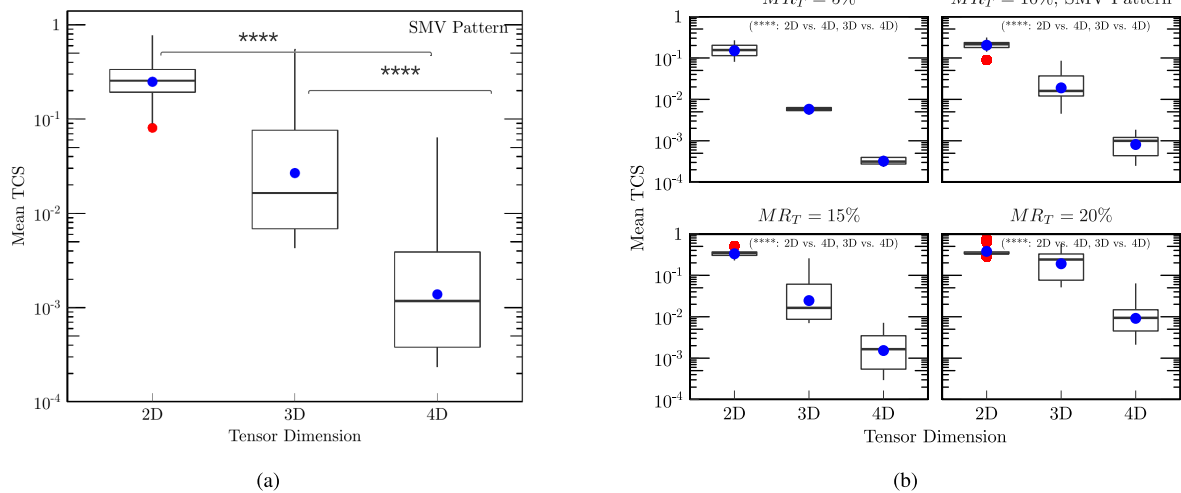 SMV Pattern
****
****
1
10-1
10-2
10-3
10-4
Mean TCS
2D 3D 4D
Tensor Dimension
(a)
SMV Pattern
(****: 2D vs. 4D, 3D vs. 4D)
(****: 2D vs. 4D, 3D vs. 4D)
1
10-1
10-2
10-3
10-4
Mean TCS
MR_T = 15%
MR_T = 20%
(****: 2D vs. 4D, 3D vs. 4D)
(****: 2D vs. 4D, 3D vs. 4D)
1
10-1
10-2
10-3
10-4
2D 3D 4D 2D 3D 4D
Tensor Dimension
(b)